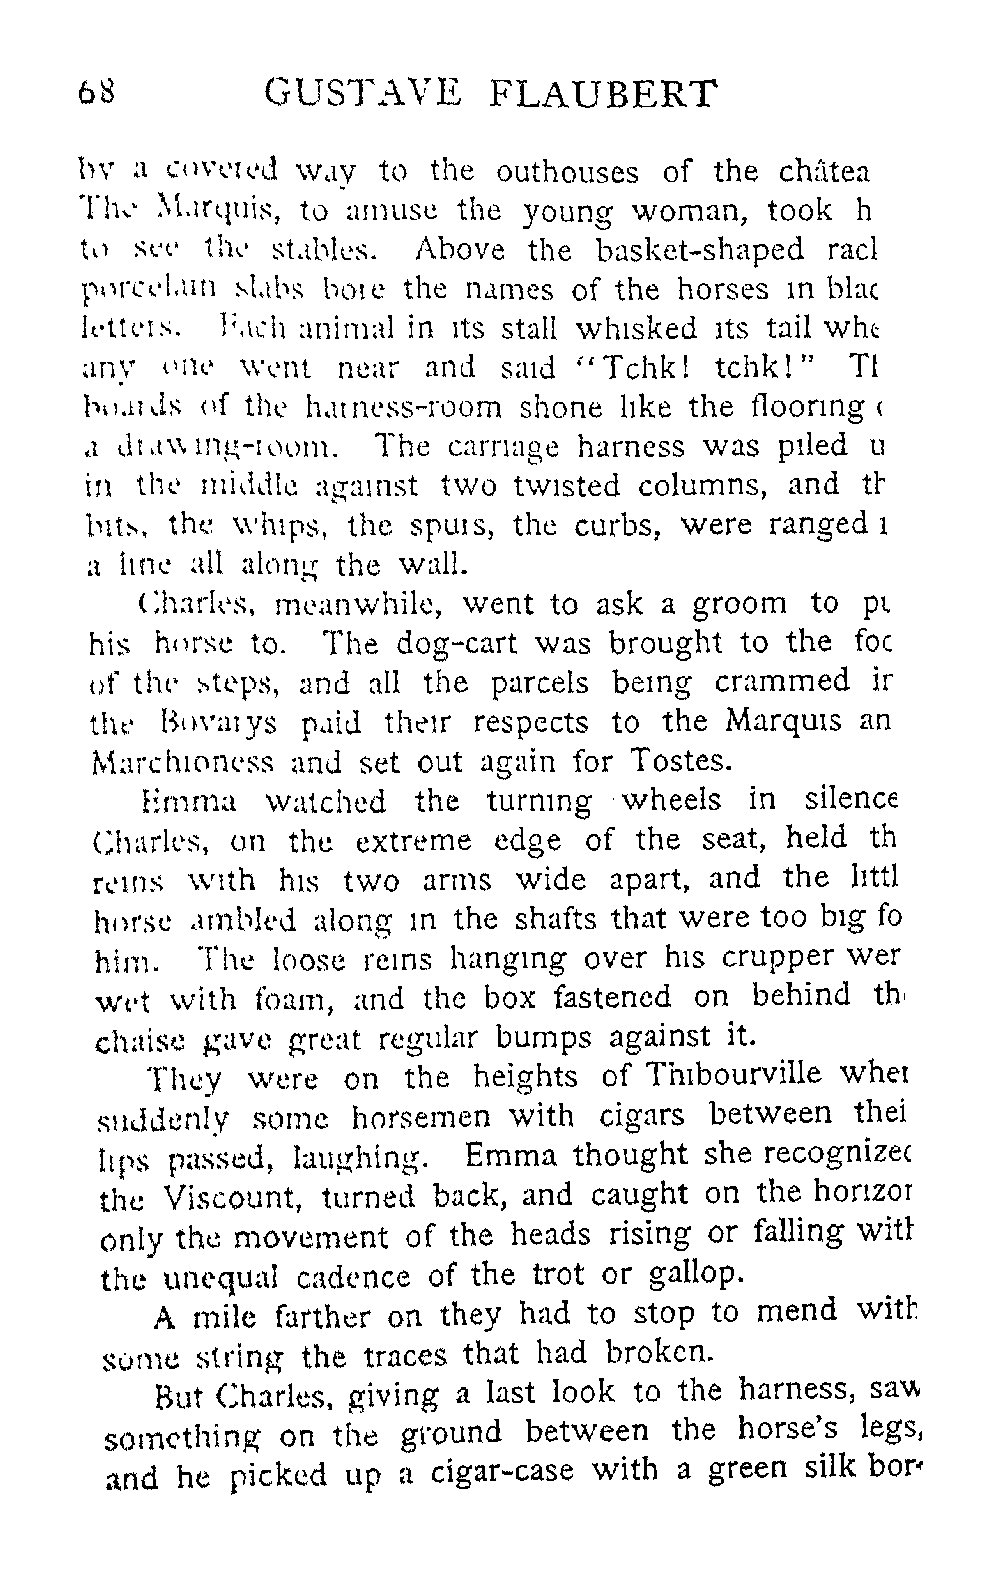 68 GUSTAVE FLAUBERT
by a covered way to the outhouses of the châtea
The Marquis, to amuse the young woman, took h
to see the stables. Above the basket-shaped racl
porcelain slabs bore the names of the horses in blac
letters. Each animal in its stall whisked its tail whe
any one went near and said "Tchk! tchk!" Tl
boards of the harness-room shone like the flooring
a drawing-room. The carriage harness was piled u
in the middle against two twisted columns, and th
bits, the whips, the spurs, the curbs, were ranged i
a line all along the wall.
Charles, meanwhile, went to ask a groom to pu
his horse to. The dog-cart was brought to the foo
of the steps, and all the parcels being crammed in
the Bovarys paid their respects to the Marquis an
Marchioness and set out again for Tostes.
Emma watched the turning wheels in silence
Charles, on the extreme edge of the seat, held th
reins with his two arms wide apart, and the littl
horse ambled along in the shafts that were too big fo
him. The loose reins hanging over his crupper wer
wet with foam, and the box fastened on behind th
chaise gave great regular bumps against it.
They were on the heights of Thibourville when
suddenly some horsemen with cigars between thei
lips passed, laughing. Emma thought she recognized
the Viscount, turned back, and caught on the horizon
only the movement of the heads rising or falling with
the unequal cadence of the trot or gallop.
A mile farther on they had to stop to mend with
some string the traces that had broken.
But Charles, giving a last look to the harness, saw
something on the ground between the horse's legs,
and he picked up a cigar-case with a green silk bor